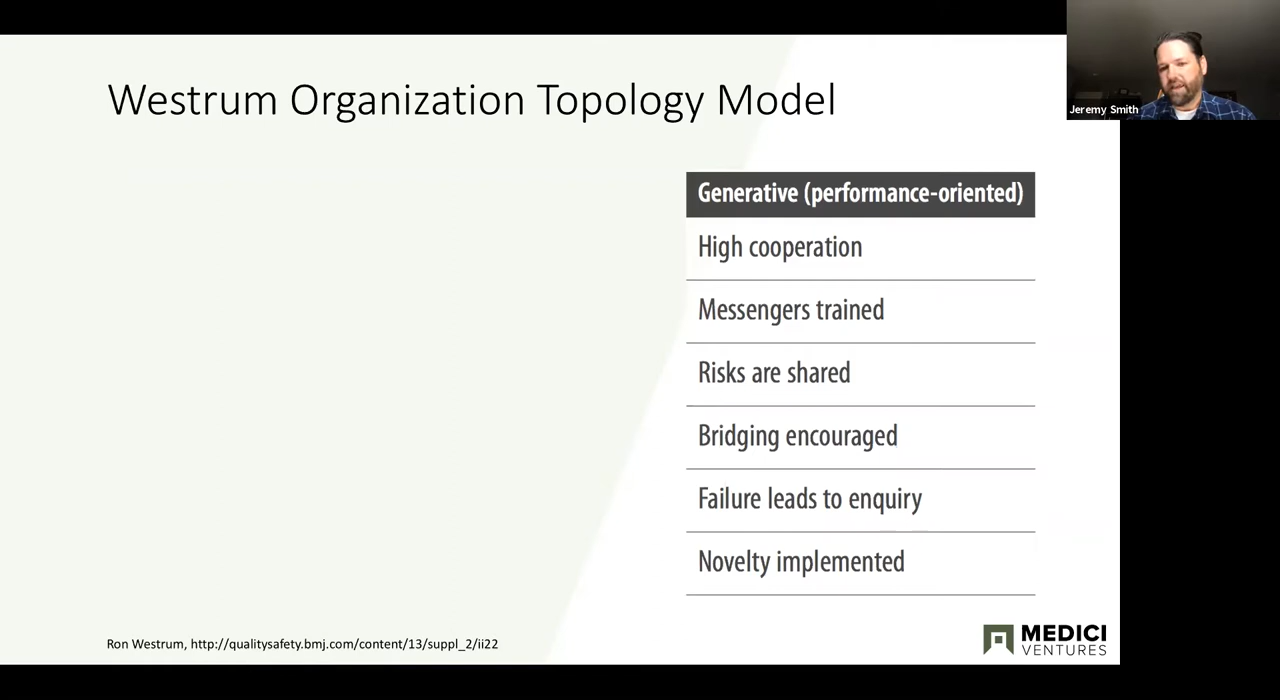 Westrum Organization Topology Model
Jeremy Smith
Generative (performance-oriented)
High cooperation
Messengers trained
Risks are shared
Bridging encouraged
Failure leads to enquiry
Novelty implemented
Ron Westrum, http://qualitysafety.bmj.com/content/13/suppl_2/ii22
MEDICI
VENTURES